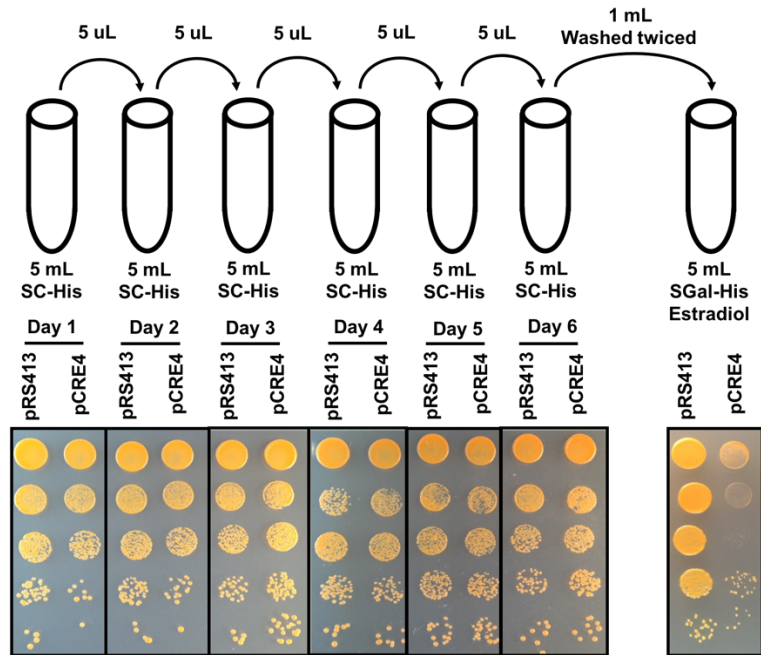 5 uL
5 uL
5 uL
5 uL
5 uL
1 mL
Washed twiced
5 mL
SC-His
5 mL
SC-His
5 mL
SC-His
5 mL
SC-His
5 mL
SC-His
5 mL
SC-His
5 mL
SGal-His
Estradiol
Day 1
Day 2
Day 3
Day 4
Day 5
Day 6
pRS413
pCRE4
pRS413
pCRE4
pRS413
pCRE4
pRS413
pCRE4
pRS413
pCRE4
pRS413
pCRE4
pRS413
pCRE4